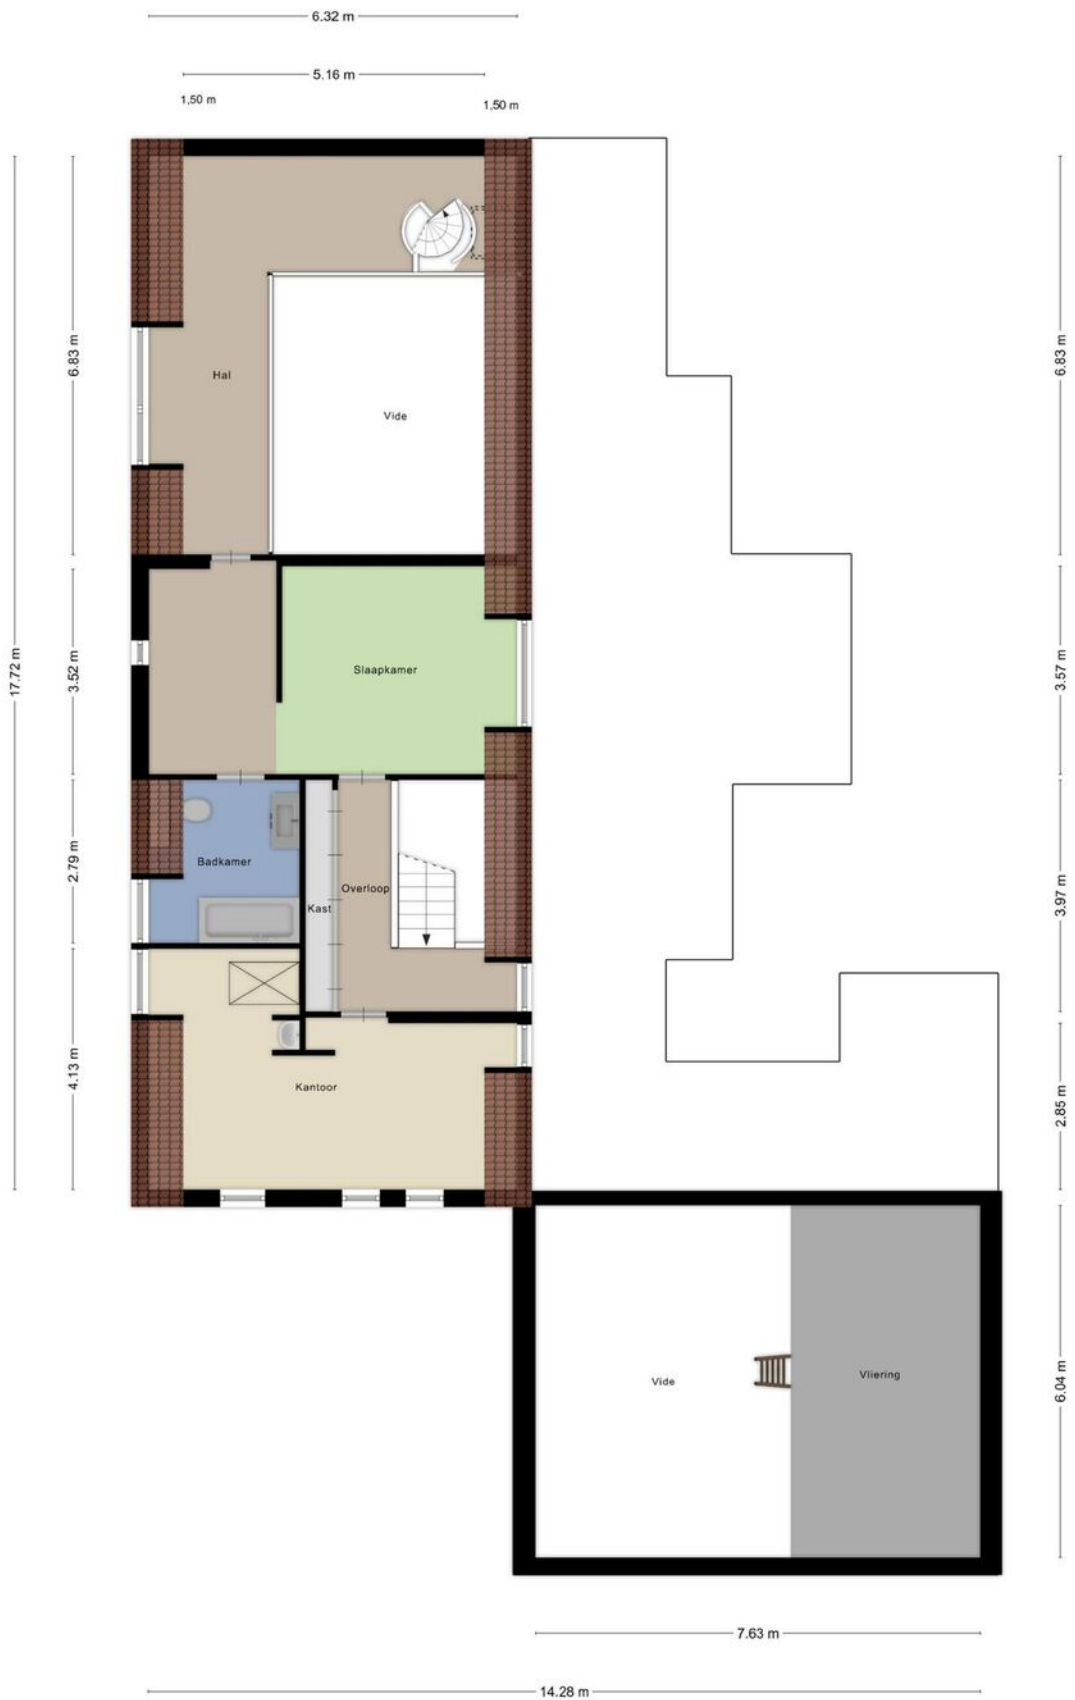 6.32 m
5.16 m
1,50 m
1,50 m
17.72 m
6.83 m
6.83 m
Hal
Vide
3.52 m
Slaapkamer
3.57 m
2.79 m
Badkamer
Overloop
Kast
3.97 m
4.13 m
Kantoor
2.85 m
Vide
Vliering
6.04 m
7.63 m
14.28 m